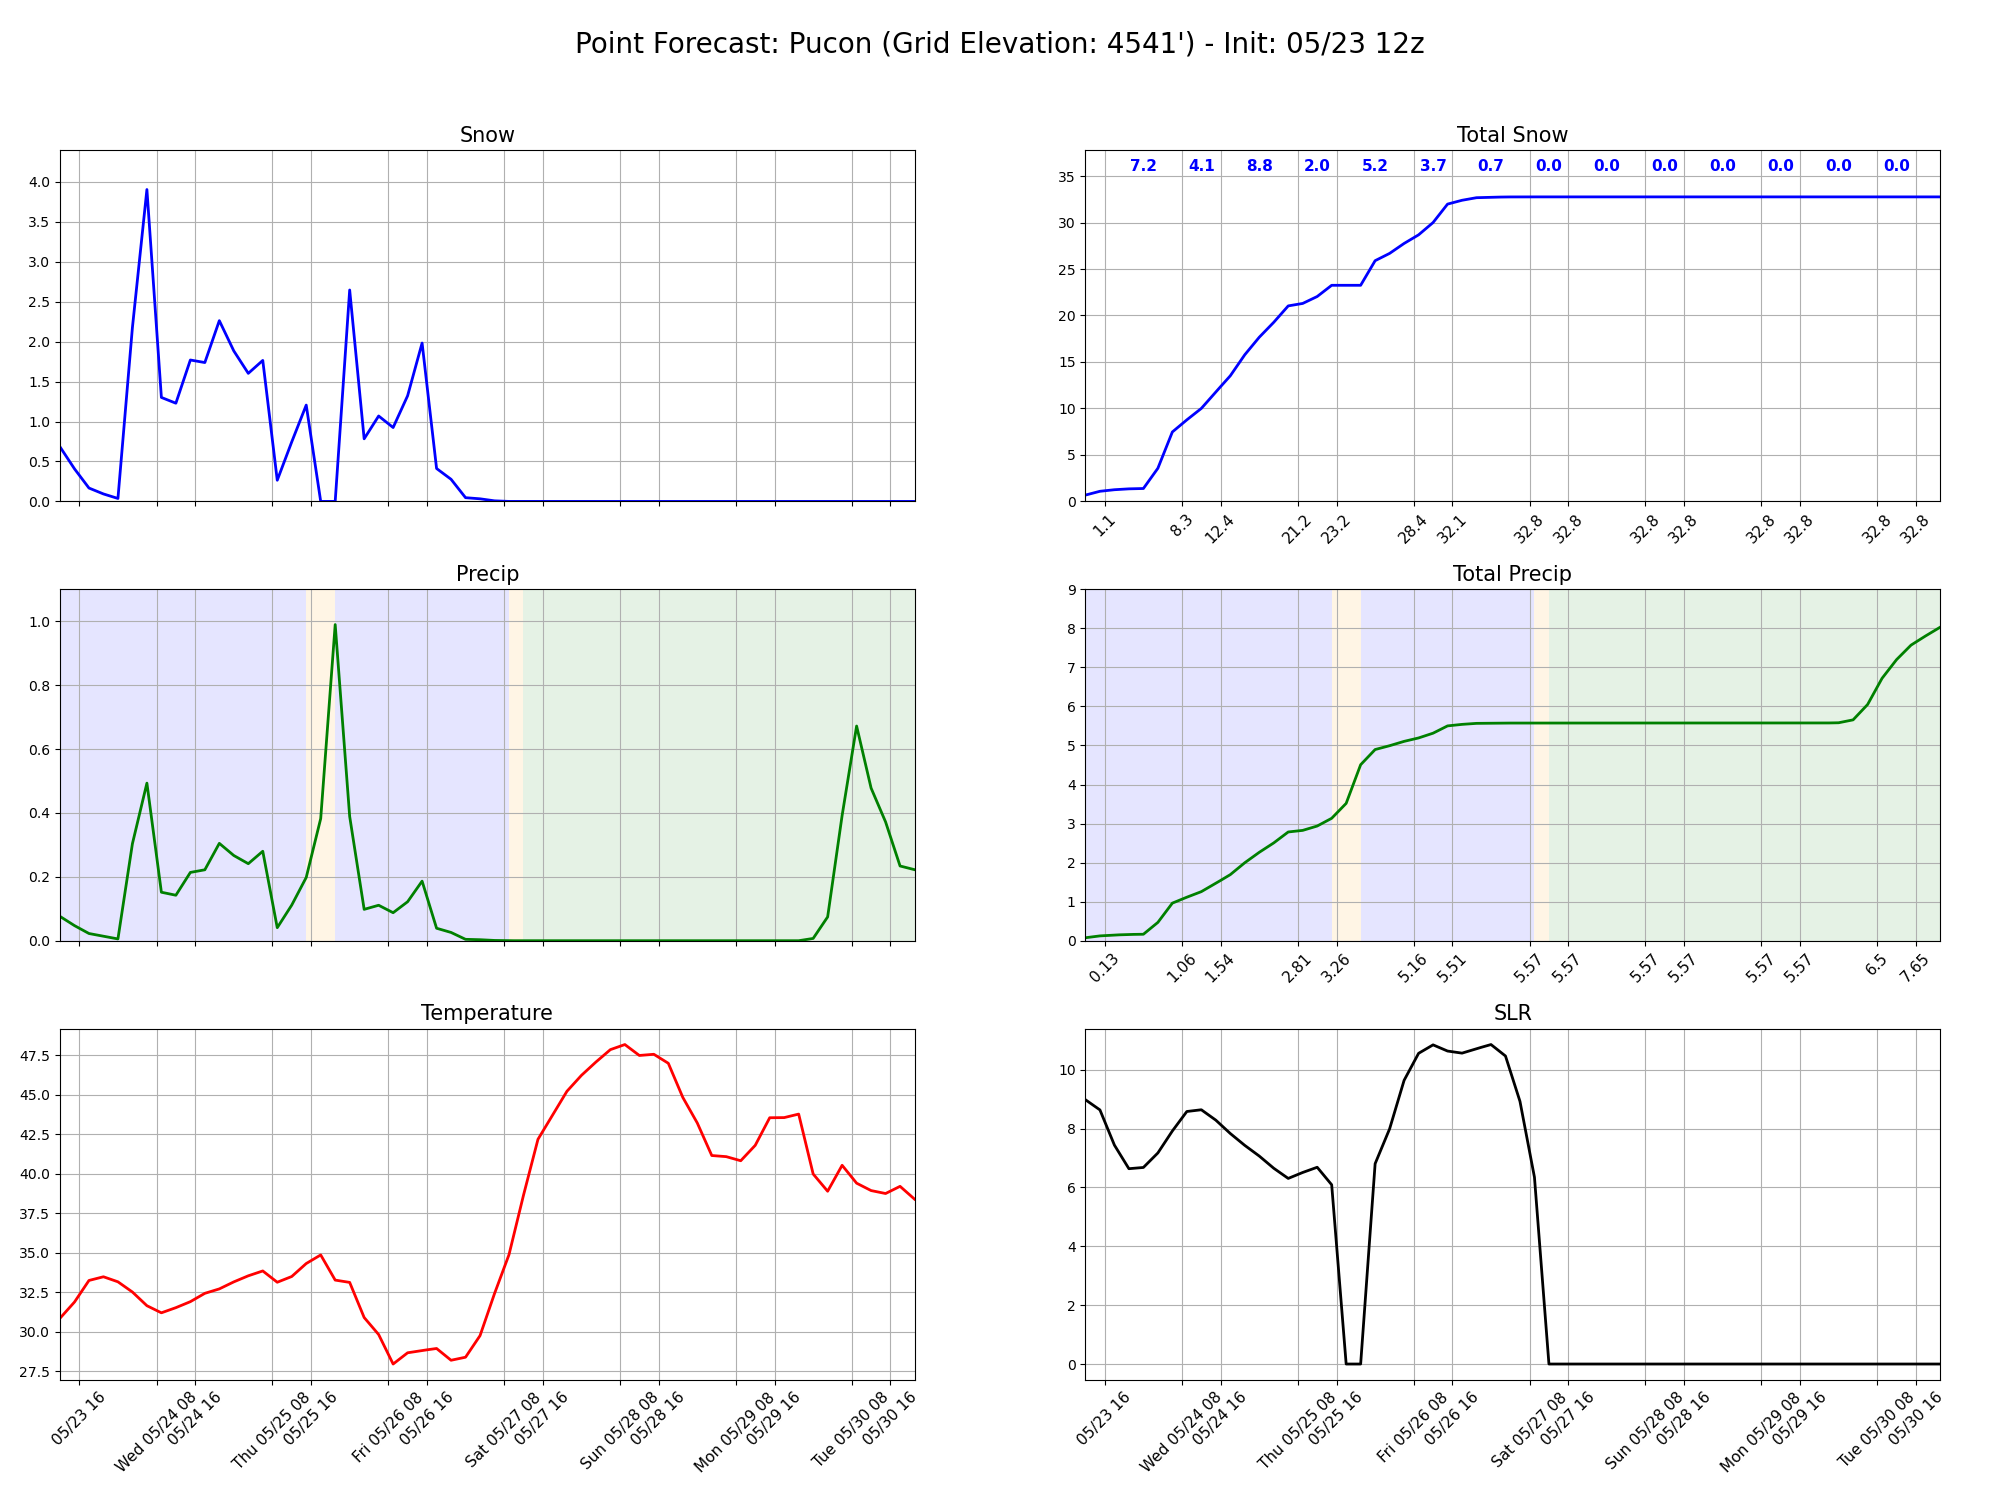 Point Forecast: Pucon (Grid Elevation: 4541') - Init: 05/23 12z
Snow
4.0
3.5
3.0
2.5
2.0
1.5
1.0
0.5
0.0
Total Snow
7.2 4.1 8.8 2.0 5.2 3.7 0.7 0.0 0.0 0.0 0.0 0.0 0.0 0.0
35
30
25
20
15
10
5
0
1.1 8.3 12.4 21.2 23.2 28.4 32.1 32.8 32.8 32.8 32.8 32.8 32.8 32.8 32.8
Precip
1.0
0.8
0.6
0.4
0.2
0.0
Total Precip
9
8
7
6
5
4
3
2
1
0
0.13 1.06 1.54 2.81 3.26 5.16 5.51 5.57 5.57 5.57 5.57 5.57 5.57 6.5 7.65
Temperature
47.5
45.0
42.5
40.0
37.5
35.0
32.5
30.0
27.5
05/23 16
Wed 05/24 08
05/24 16
Thu 05/25 08
05/25 16
Fri 05/26 08
05/26 16
Sat 05/27 08
05/27 16
Sun 05/28 08
05/28 16
Mon 05/29 08
05/29 16
Tue 05/30 08
05/30 16
SLR
10
8
6
4
2
0
05/23 16
Wed 05/24 08
05/24 16
Thu 05/25 08
05/25 16
Fri 05/26 08
05/26 16
Sat 05/27 08
05/27 16
Sun 05/28 08
05/28 16
Mon 05/29 08
05/29 16
Tue 05/30 08
05/30 16